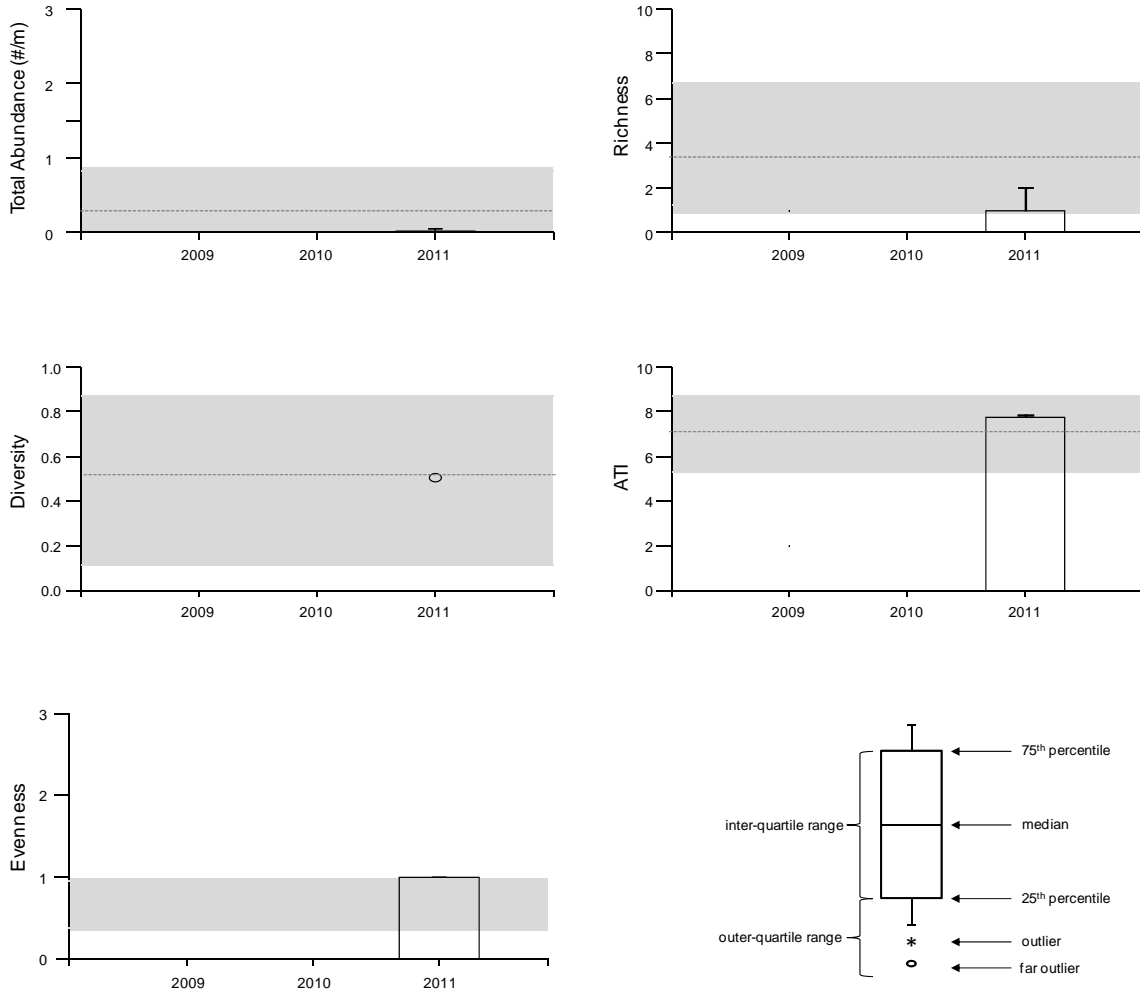 Total Abundance (#/m)
3
2
1
0
2009 2010 2011
Richness
10
8
6
4
2
0
2009 2010 2011
Diversity
1.0
0.8
0.6
0.4
0.2
0.0
2009 2010 2011
ATI
10
8
6
4
2
0
2009 2010 2011
Evenness
3
2
1
0
2009 2010 2011
75th percentile
inter-quartile range
median
25th percentile
outer-quartile range
* outlier
far outlier